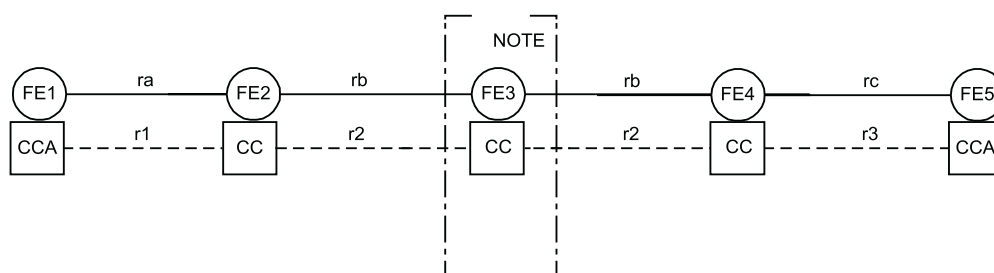 NOTE
ra rb rb rc
FE1 FE2 FE3 FE4 FE5
r1 r2 r2 r3
CCA CC CC CC CCA